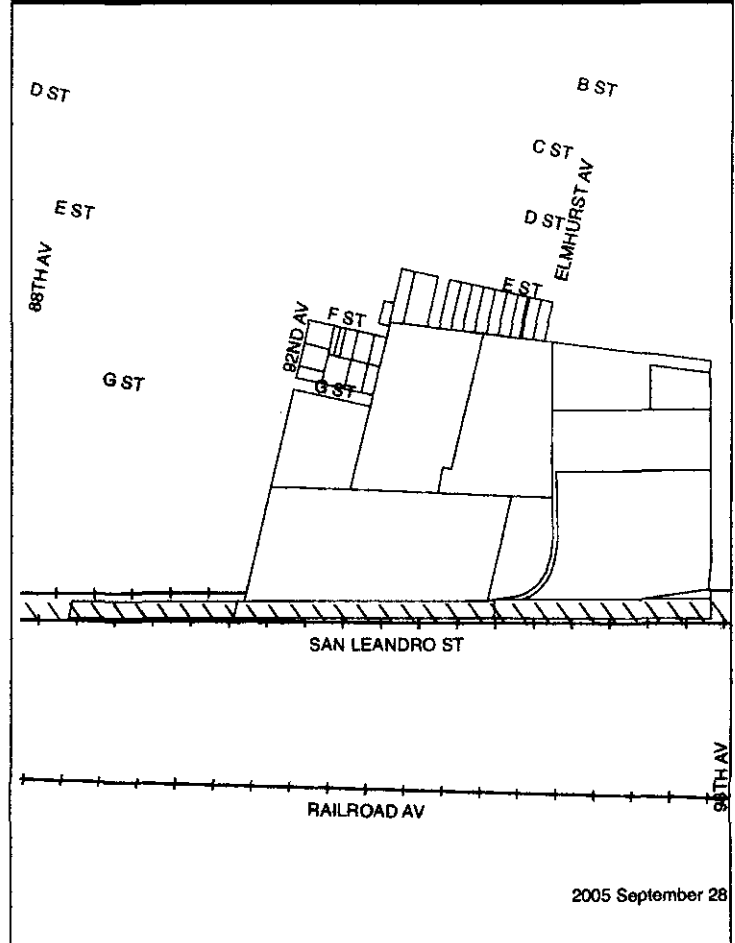 B ST
D ST
C ST
ELMHURST AV
E ST
D ST
88TH AV
E ST
F ST
92ND AV
G ST
G ST
SAN LEANDRO ST
98TH AV
RAILROAD AV
2005 September 28